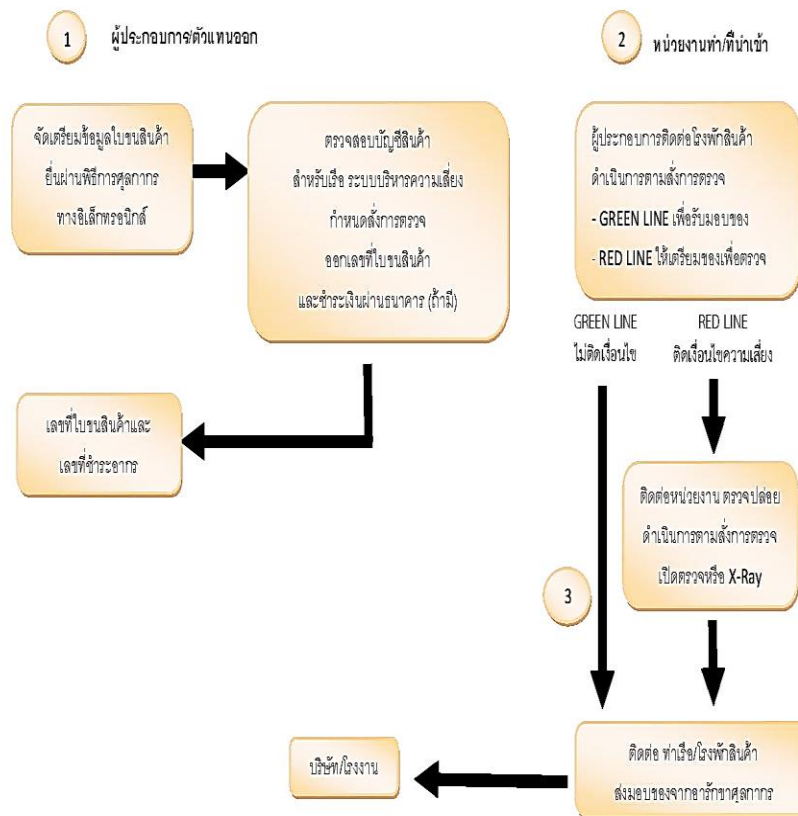 1
ผู้ประกอบการ/ตัวแทนออก
จัดเตรียมข้อมูลใบขนสินค้า
ยื่นผ่านพิธีการศุลกากร
ทางอิเล็กทรอนิกส์
ตรวจสอบบัญชีสินค้า
สำหรับเรือ ระบบบริหารความเสี่ยง
กำหนดสั่งการตรวจ
ออกเลขที่ใบขนสินค้า
และชำระเงินผ่านธนาคาร (ถ้ามี)
เลขที่ใบขนสินค้าและ
เลขที่ชำระอากร
2
หน่วยงานท่า/ที่นำเข้า
ผู้ประกอบการติดต่อโรงพักสินค้า
ดำเนินการตามสั่งการตรวจ
- GREEN LINE เพื่อรับมอบของ
- RED LINE ให้เตรียมของเพื่อตรวจ
GREEN LINE
ไม่ติดเงื่อนไข
RED LINE
ติดเงื่อนไขความเสี่ยง
ติดต่อหน่วยงาน ตรวจปล่อย
ดำเนินการตามสั่งการตรวจ
เปิดตรวจหรือ X-Ray
3
ติดต่อ ท่าเรือ/โรงพักสินค้า
ส่งมอบของจากอารักขาศุลกากร
บริษัท/โรงงาน